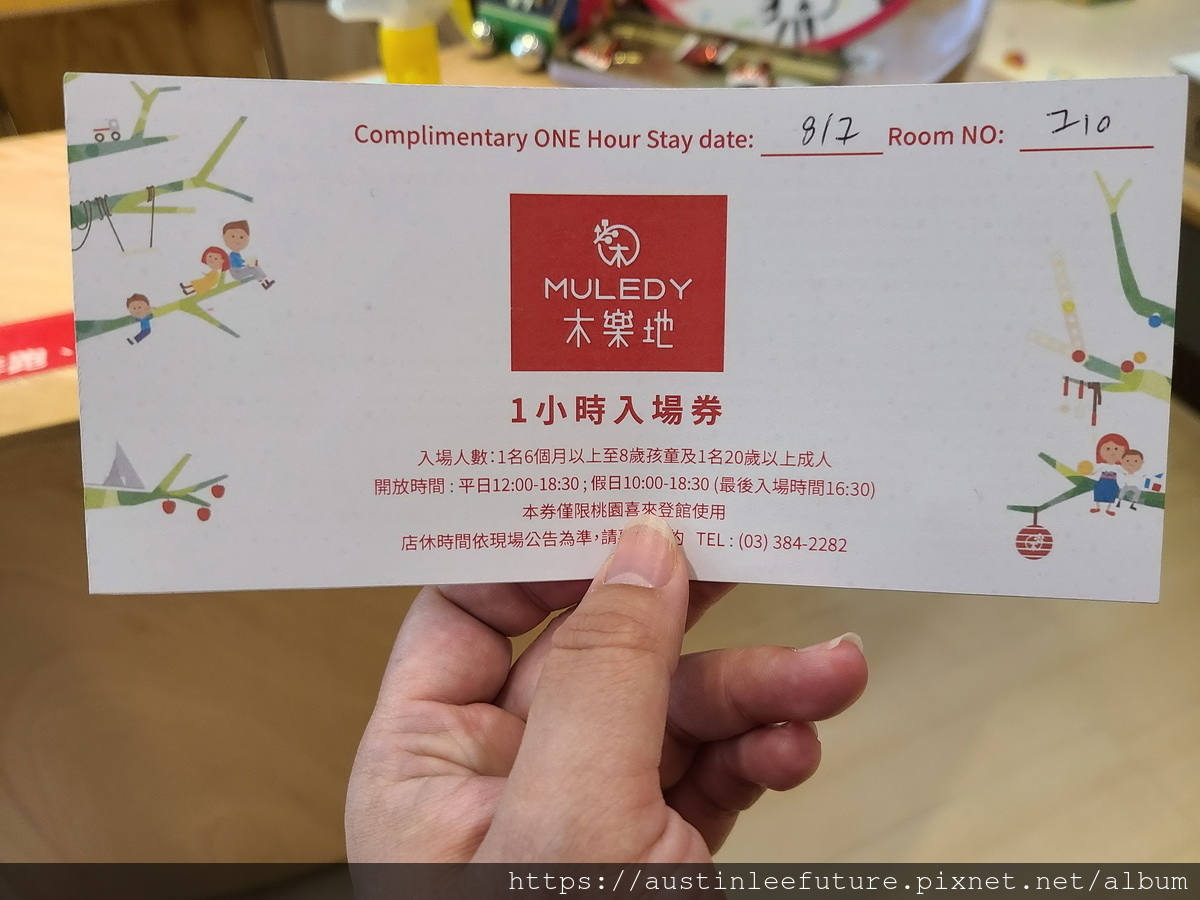 Complimentary ONE Hour Stay date: 8/7 Room NO: 710
MULEDY
木樂地
1小時入場券
入場人數:1名6個月以上至8歲孩童及1名20歲以上成人
開放時間 : 平日12:00-18:30 ; 假日10:00-18:30 (最後入場時間16:30)
本券僅限桃園喜來登館使用
店休時間依現場公告為準,請 約 TEL : (03) 384-2282
https://austinleefuture.pixnet.net/album